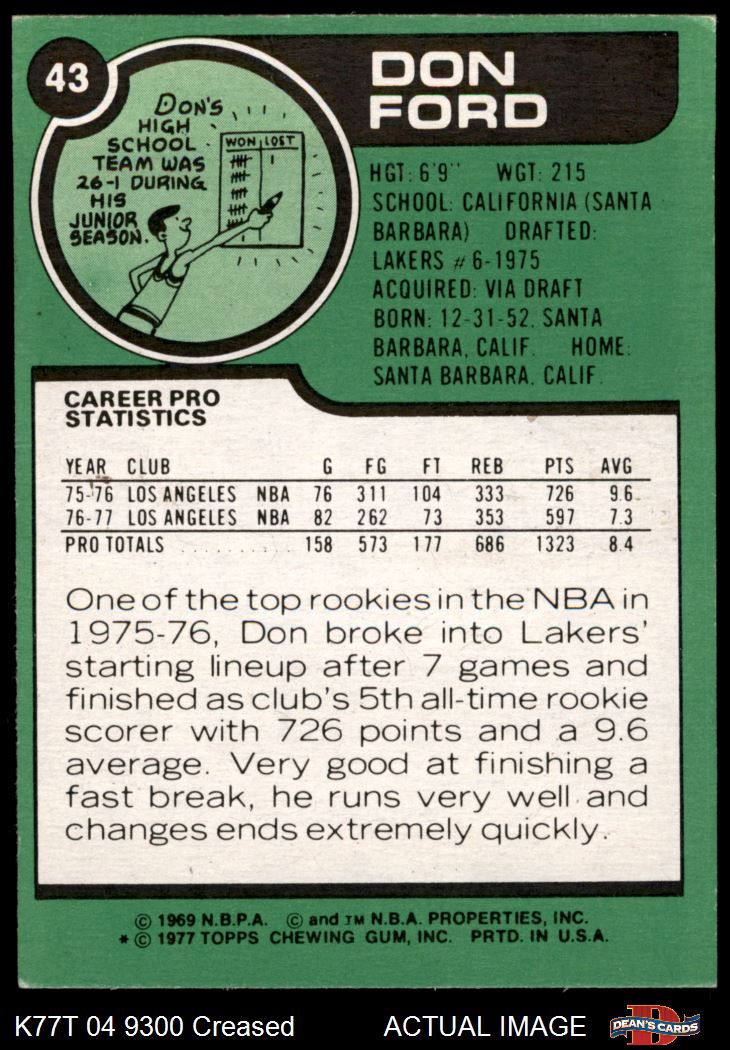 43
DON
FORD
DON'S
HIGH
SCHOOL
TEAM WAS
26-1 DURING
HIS
JUNIOR
SEASON.
WON LOST
HGT: 6'9" WGT: 215
SCHOOL: CALIFORNIA (SANTA
BARBARA) DRAFTED:
LAKERS #6-1975
ACQUIRED: VIA DRAFT
BORN: 12-31-52, SANTA
BARBARA, CALIF. HOME:
SANTA BARBARA, CALIF.
CAREER PRO
STATISTICS
YEAR CLUB G FG FT REB PTS AVG
75-76 LOS ANGELES NBA 76 311 104 333 726 9.6
76-77 LOS ANGELES NBA 82 262 73 353 597 7.3
PRO TOTALS . . . . . . . . . . 158 573 177 686 1323 8.4
One of the top rookies in the NBA in
1975-76, Don broke into Lakers'
starting lineup after 7 games and
finished as club's 5th all-time rookie
scorer with 726 points and a 9.6
average. Very good at finishing a
fast break, he runs very well and
changes ends extremely quickly.
© 1969 N.B.P.A. © and TM N.B.A. PROPERTIES, INC.
* © 1977 TOPPS CHEWING GUM, INC. PRTD. IN U.S.A.
K77T 04 9300 Creased ACTUAL IMAGE
DEAN'S CARDS